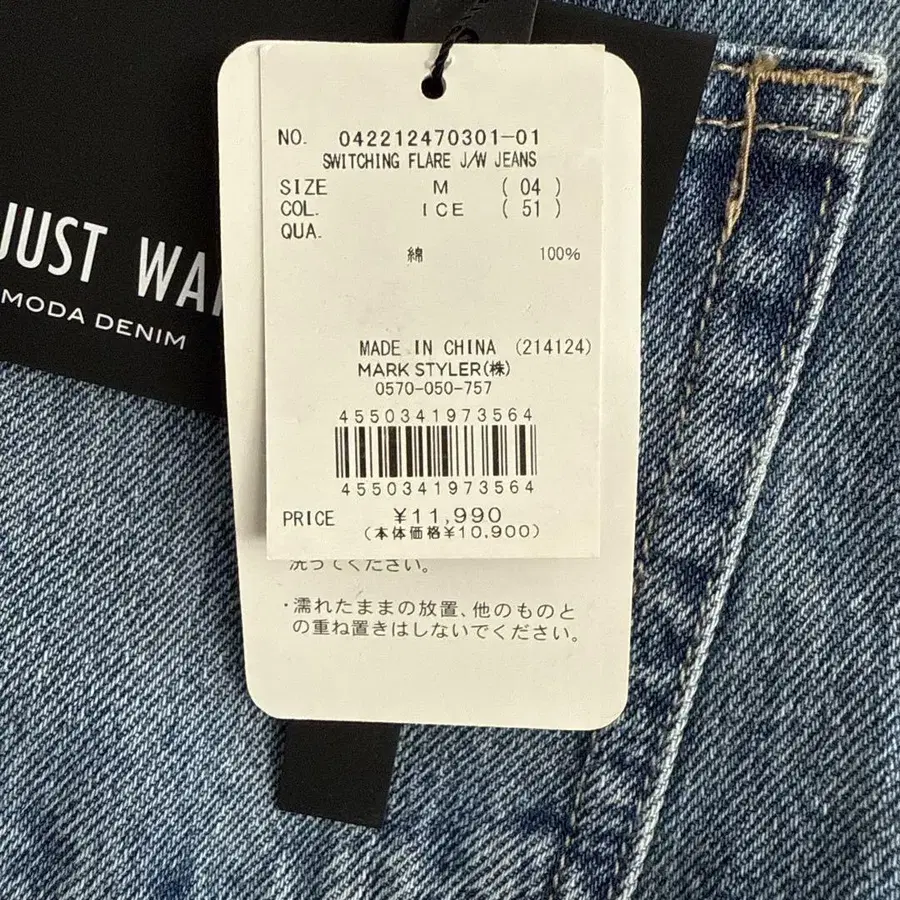 JUST WA
MODA DENIM
NO. 042212470301-01
SWITCHING FLARE J/W JEANS
SIZE M (04)
COL. ICE (51)
QUA.
綿 100%
MADE IN CHINA (214124)
MARK STYLER(株)
0570-050-757
4550341973564
4550341973564
PRICE ¥11,990
(本体価格¥10,900)
洗ってください。
・濡れたままの放置、他のものと
の重ね置きはしないでください。